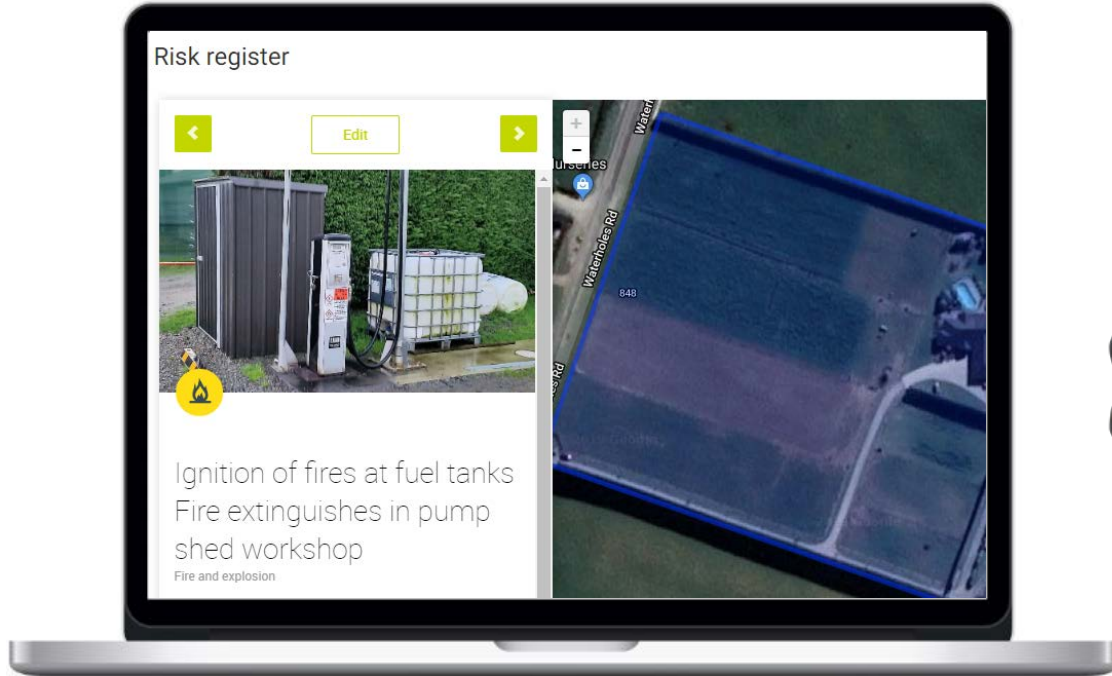 Risk register
Edit
Ignition of fires at fuel tanks
Fire extinguishes in pump
shed workshop
Fire and explosion
+
-
Waterholes Rd
848